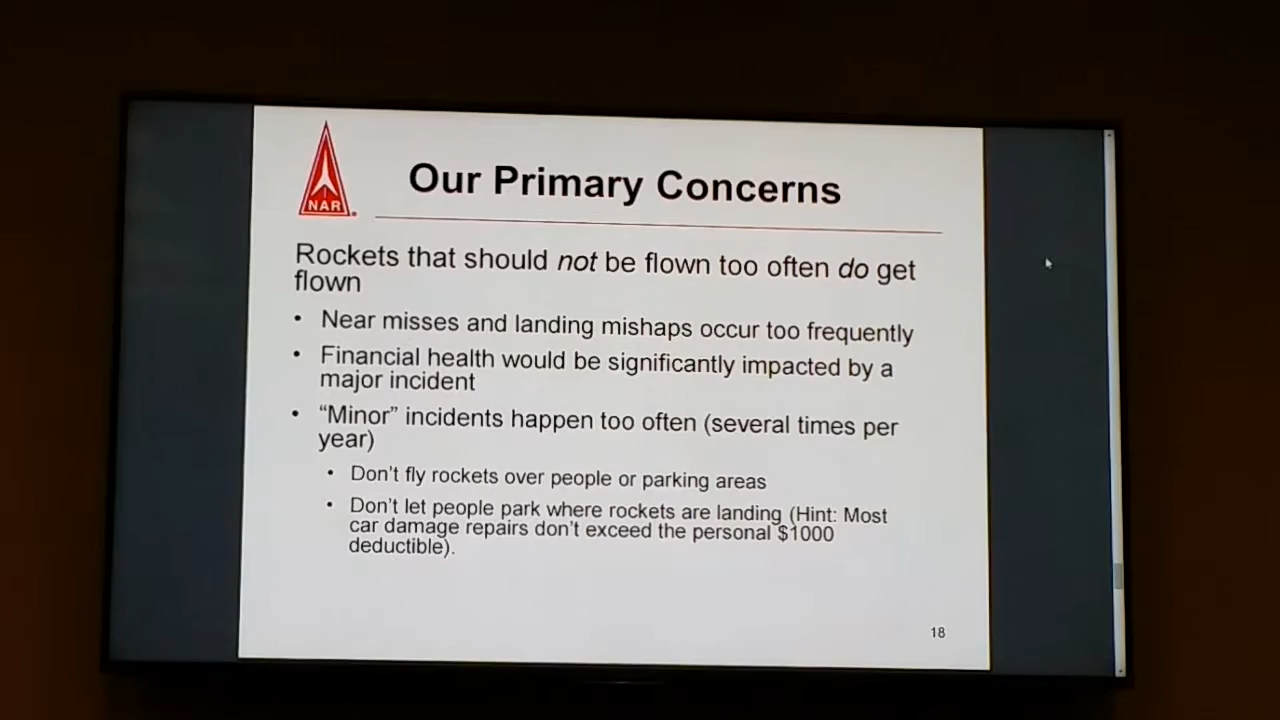 NAR
Our Primary Concerns
Rockets that should not be flown too often do get
flown
• Near misses and landing mishaps occur too frequently
• Financial health would be significantly impacted by a
major incident
• “Minor” incidents happen too often (several times per
year)
• Don't fly rockets over people or parking areas
• Don't let people park where rockets are landing (Hint: Most
car damage repairs don't exceed the personal $1000
deductible).
18